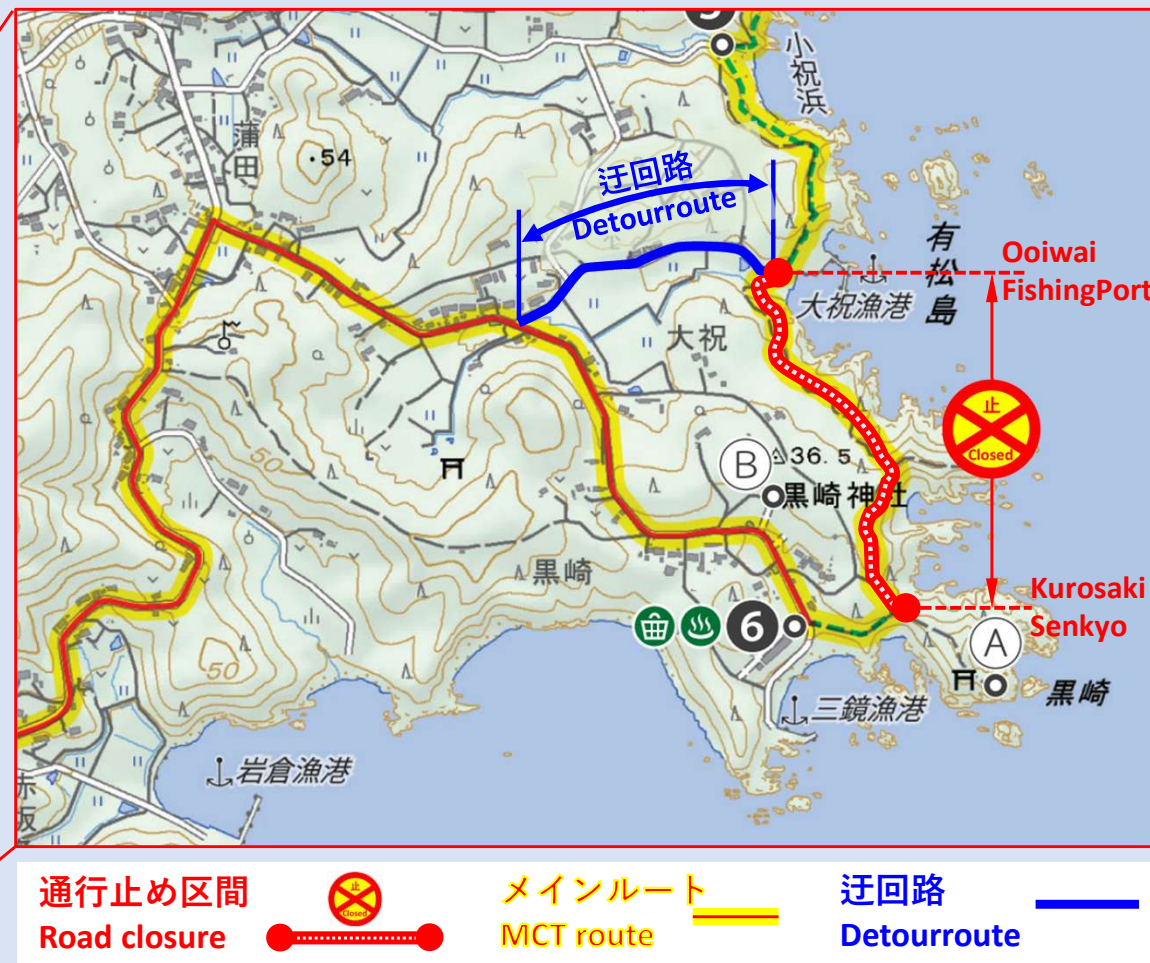 小祝浜
蒲田
・54
迂回路
Detourroute
有松島
Ooiwai
FishingPort
大祝漁港
大祝
止
Closed
B
36.5
黒崎神社
黒崎
Kurosaki
Senkyo
6
A
50
三鏡漁港
黒崎
岩倉漁港
赤坂
通行止め区間
止
Closed
Road closure
メインルート
MCT route
迂回路
Detourroute